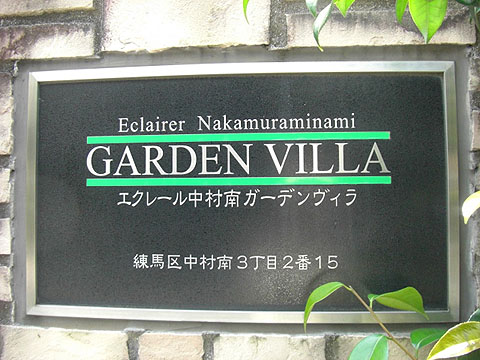 Eclairer Nakamuraminami
GARDEN VILLA
エクレール中村南ガーデンヴィラ
練馬区中村南3丁目2番15